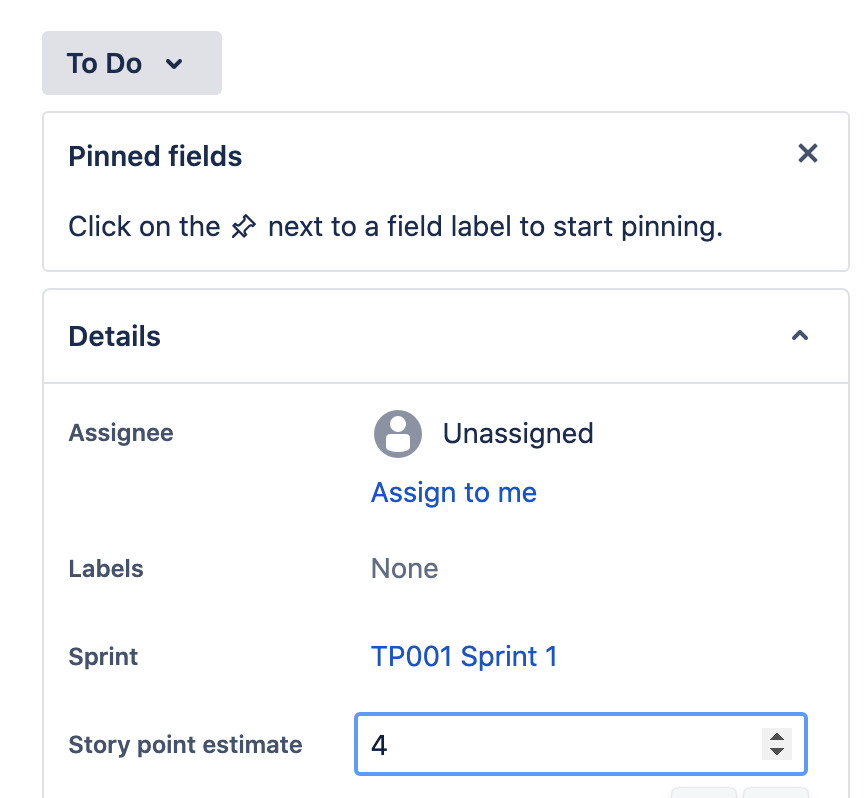 To Do
Pinned fields
Click on the next to a field label to start pinning.
Details
Assignee Unassigned
Assign to me
Labels None
Sprint TP001 Sprint 1
Story point estimate 4